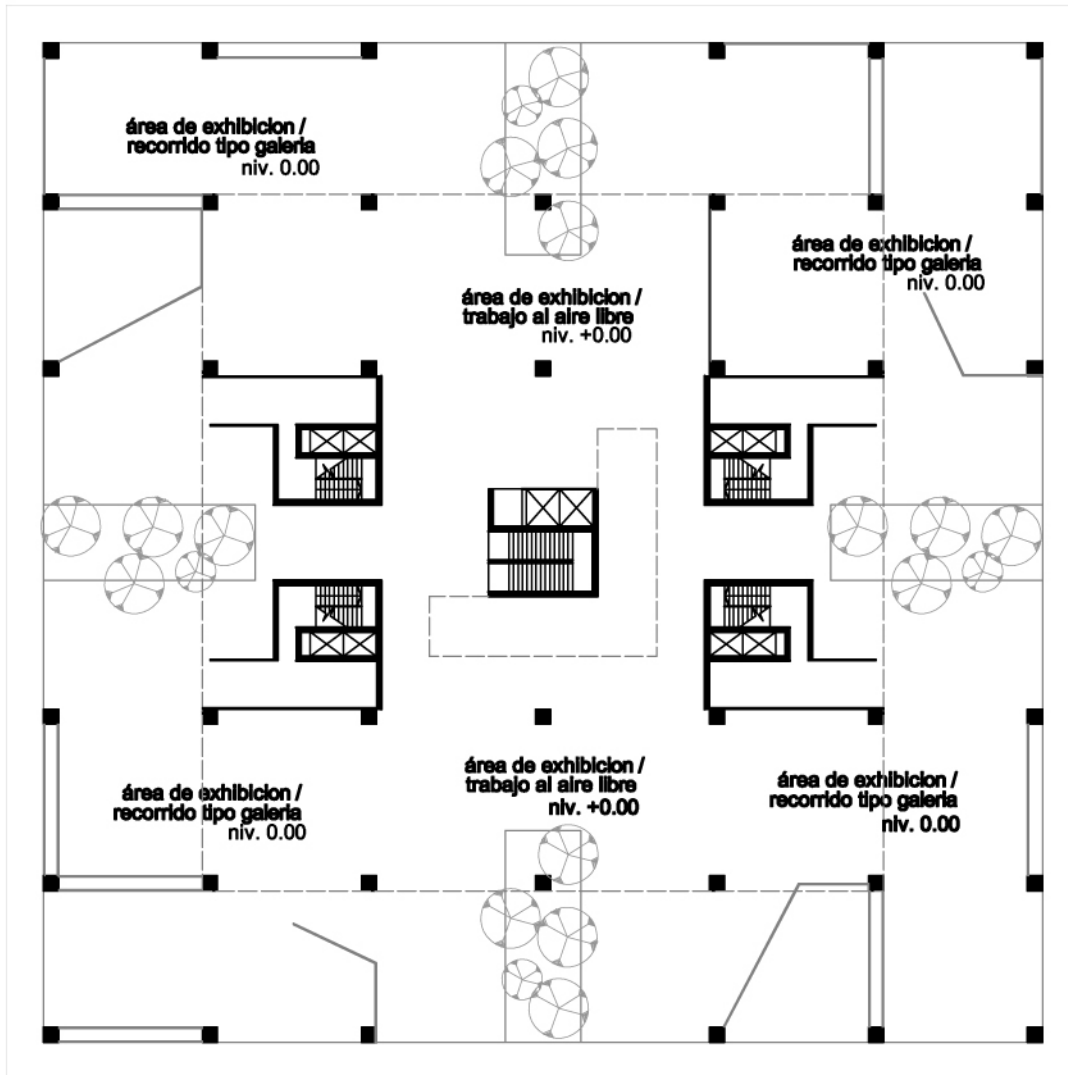 área de exhibicion /
recorrido tipo galeria
niv. 0.00
área de exhibicion /
recorrido tipo galeria
niv. 0.00
área de exhibicion /
trabajo al aire libre
niv. +0.00
área de exhibicion /
trabajo al aire libre
niv. +0.00
área de exhibicion /
recorrido tipo galeria
niv. 0.00
área de exhibicion /
recorrido tipo galeria
niv. 0.00